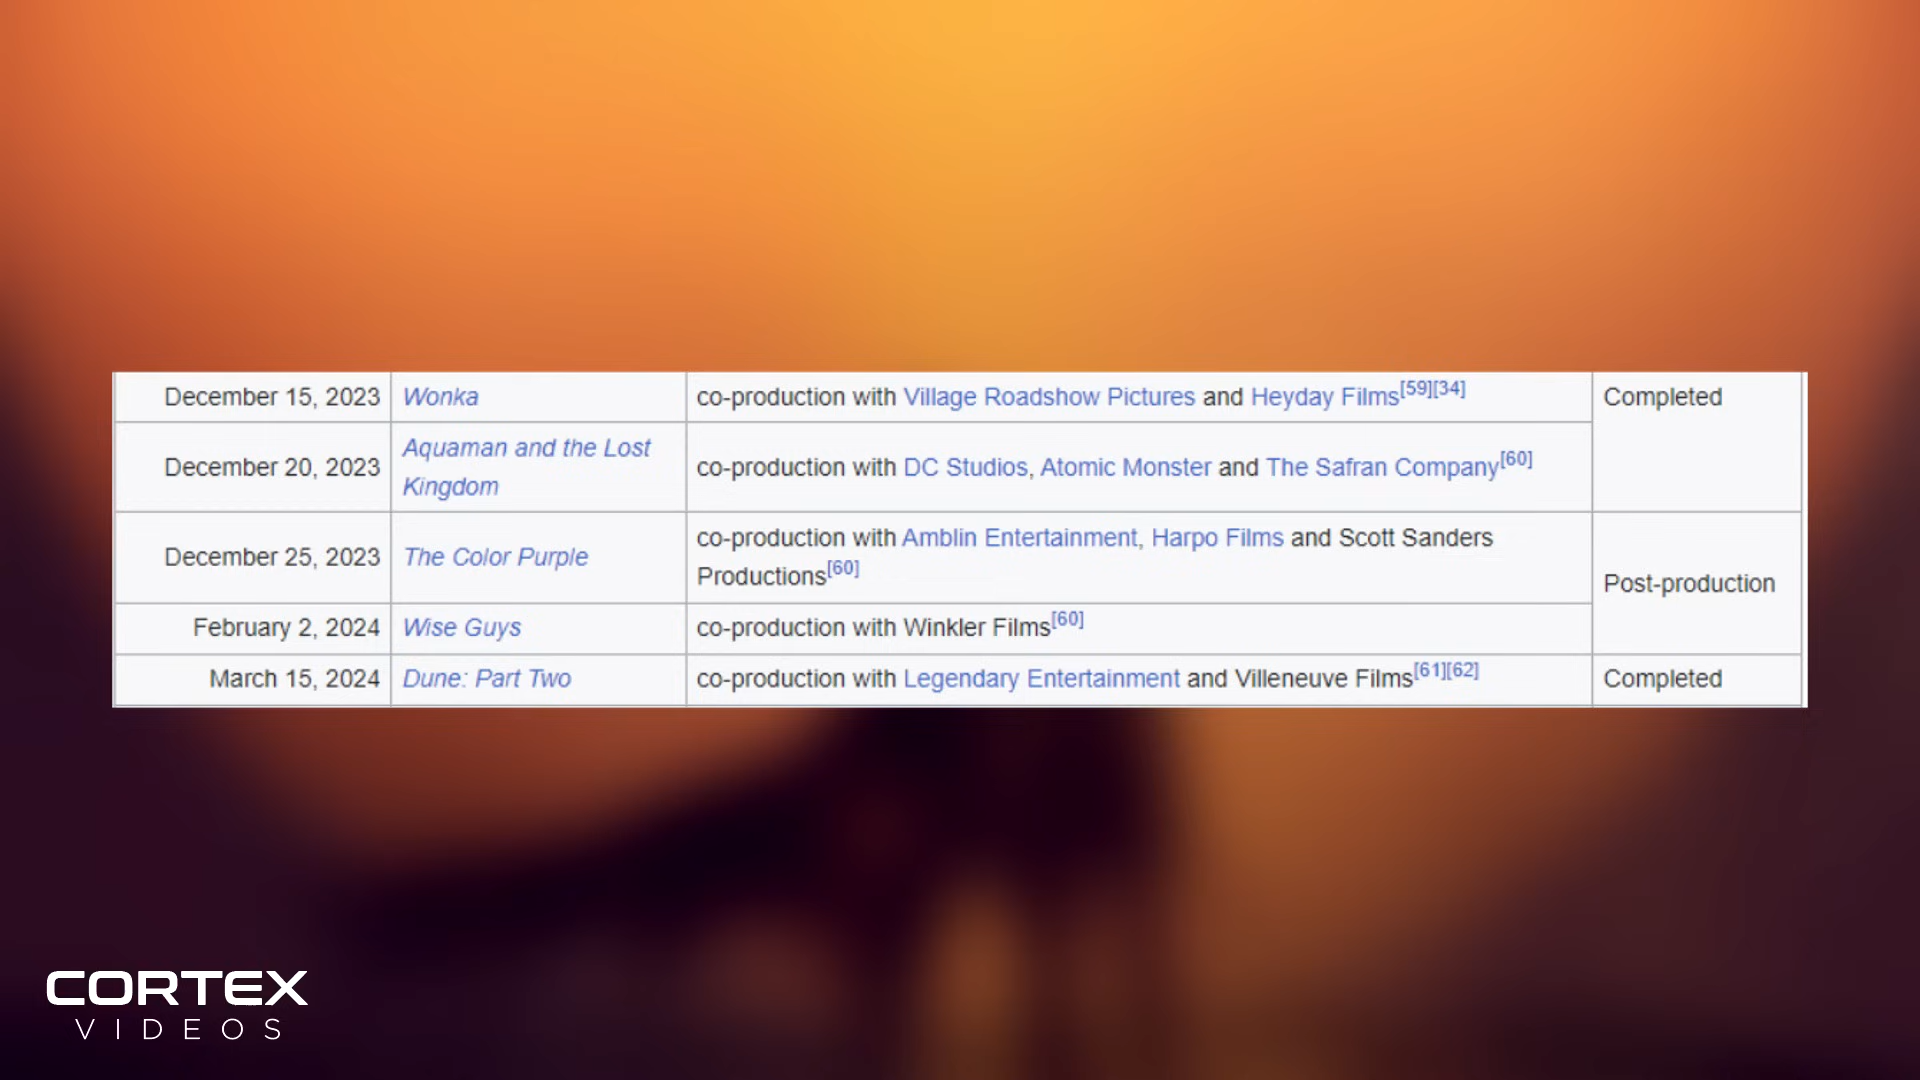 December 15, 2023 Wonka co-production with Village Roadshow Pictures and Heyday Films[59][34] Completed
Aquaman and the Lost
December 20, 2023 co-production with DC Studios, Atomic Monster and The Safran Company[60]
Kingdom
co-production with Amblin Entertainment, Harpo Films and Scott Sanders
December 25, 2023 The Color Purple
Productions[60]
Post-production
February 2, 2024 Wise Guys co-production with Winkler Films[60]
March 15, 2024 Dune: Part Two co-production with Legendary Entertainment and Villeneuve Films[61][62] Completed
CORTEX
VIDEOS